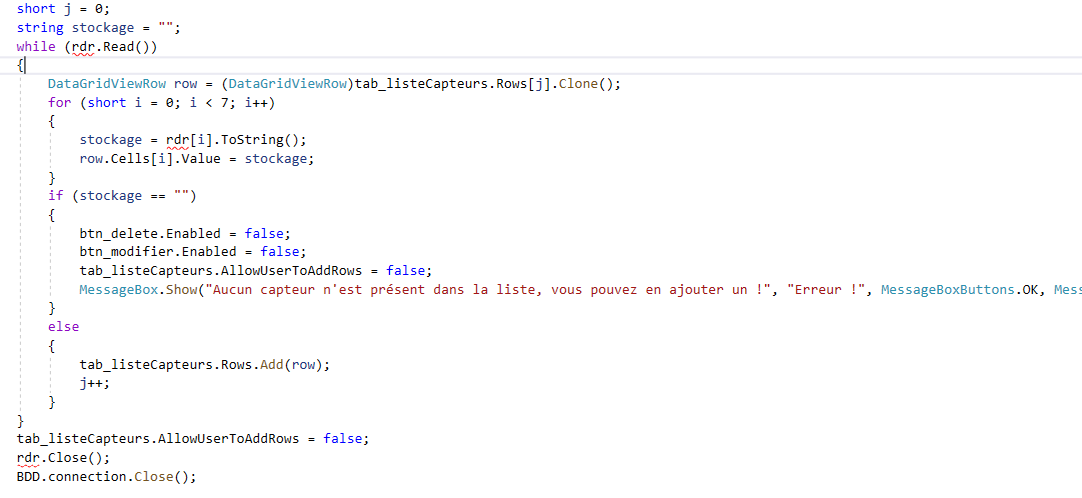 short j = 0;
string stockage = "";
while (rdr.Read())
{
DataGridViewRow row = (DataGridViewRow)tab_listeCapteurs.Rows[j].Clone();
for (short i = 0; i < 7; i++)
{
stockage = rdr[i].ToString();
row.Cells[i].Value = stockage;
}
if (stockage == "")
{
btn_delete.Enabled = false;
btn_modifier.Enabled = false;
tab_listeCapteurs.AllowUserToAddRows = false;
MessageBox.Show("Aucun capteur n'est présent dans la liste, vous pouvez en ajouter un !", "Erreur !", MessageBoxButtons.OK, Mess
}
else
{
tab_listeCapteurs.Rows.Add(row);
j++;
}
}
tab_listeCapteurs.AllowUserToAddRows = false;
rdr.Close();
BDD.connection.Close();